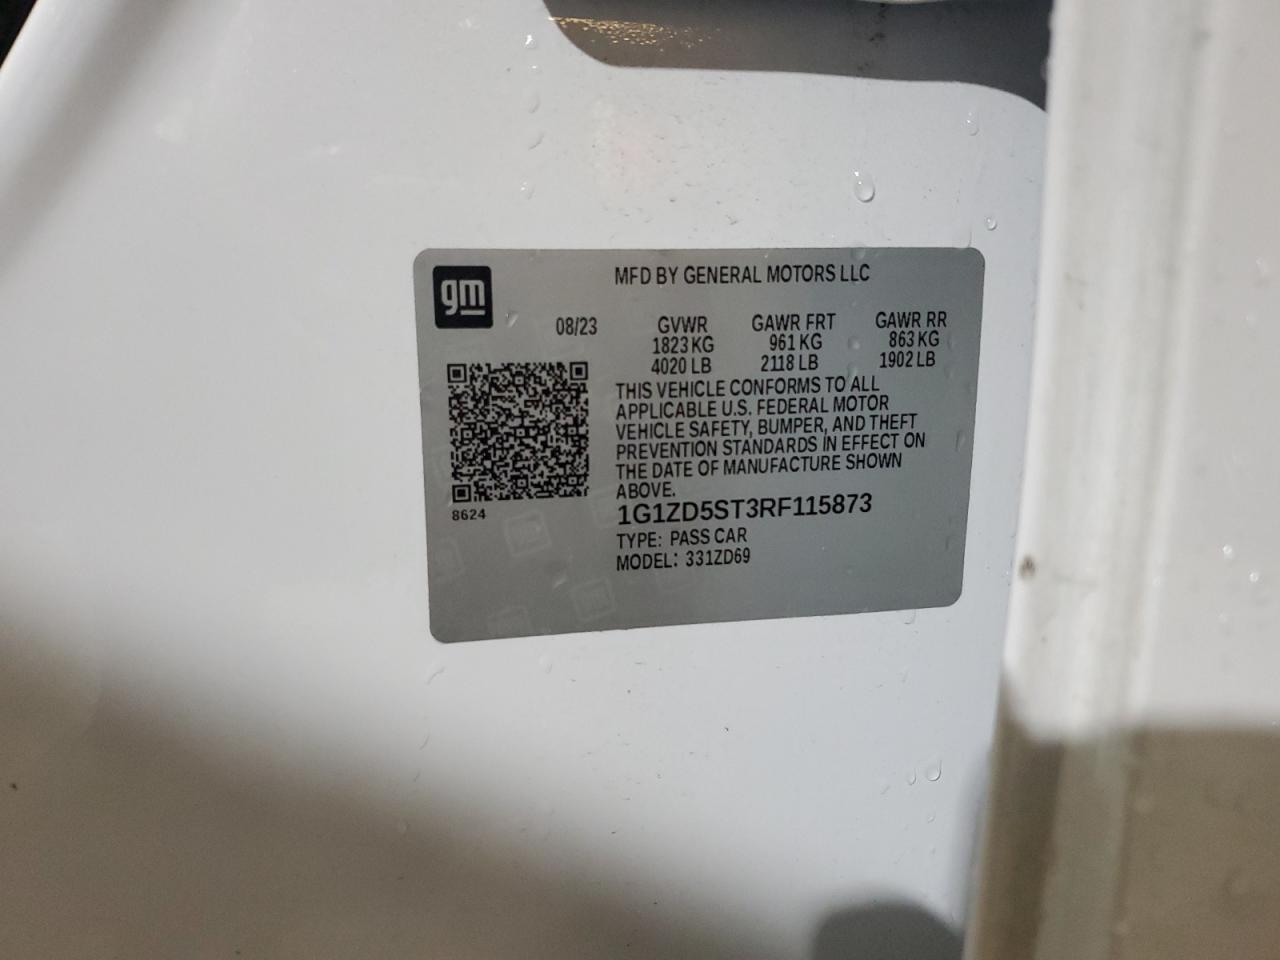 gm
MFD BY GENERAL MOTORS LLC
08/23
GVWR GAWR FRT GAWR RR
1823 KG 961 KG 863 KG
4020 LB 2118 LB 1902 LB
THIS VEHICLE CONFORMS TO ALL
APPLICABLE U.S. FEDERAL MOTOR
VEHICLE SAFETY, BUMPER, AND THEFT
PREVENTION STANDARDS IN EFFECT ON
THE DATE OF MANUFACTURE SHOWN
ABOVE.
8624
1G1ZD5ST3RF115873
TYPE: PASS CAR
MODEL: 331ZD69